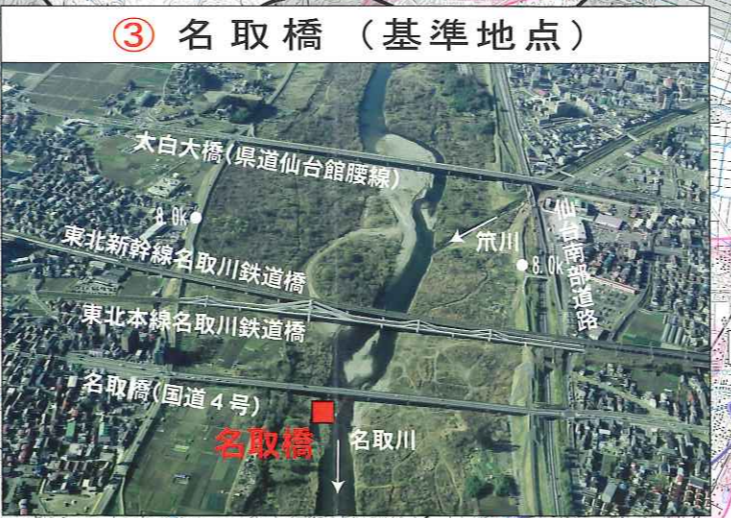 ③ 名取橋（基準地点）
太白大橋(県道仙台館腰線)
8.0k
東北新幹線名取川鉄道橋
笊川
8.0k
仙台南部道路
東北本線名取川鉄道橋
名取橋(国道４号)
名取橋
名取川